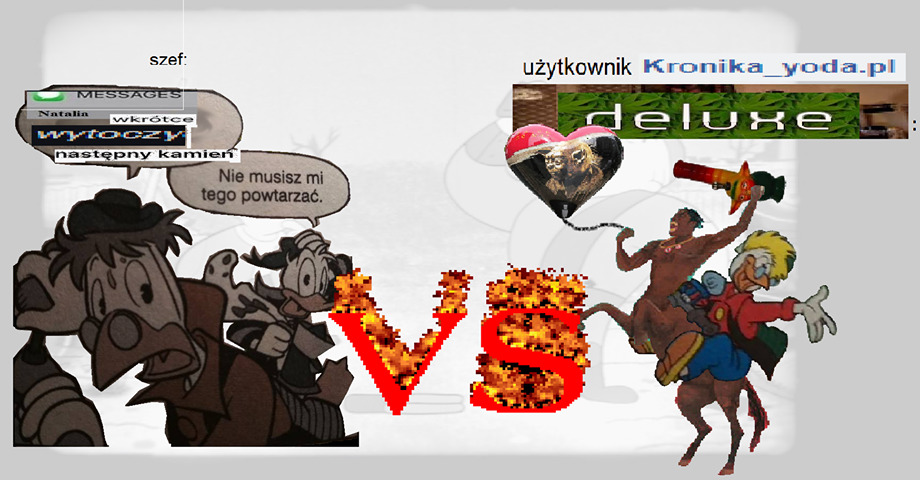 szef:
MESSAGES
Natalia
wkrótce
wytoczy
następny kamień
Nie musisz mi
tego powtarzać.
użytkownik Kronika_yoda.pl
deluxe :
VS